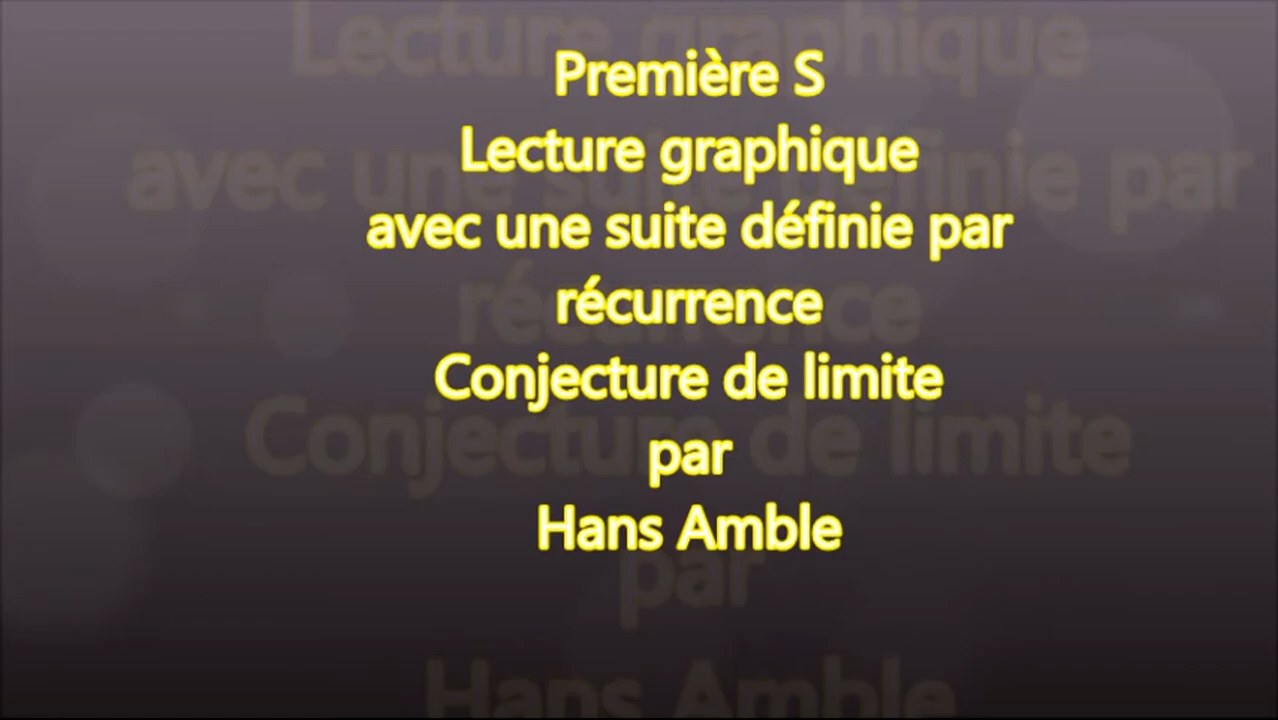 Première S
Lecture graphique
avec une suite définie par
récurrence
Conjecture de limite
par
Hans Amble